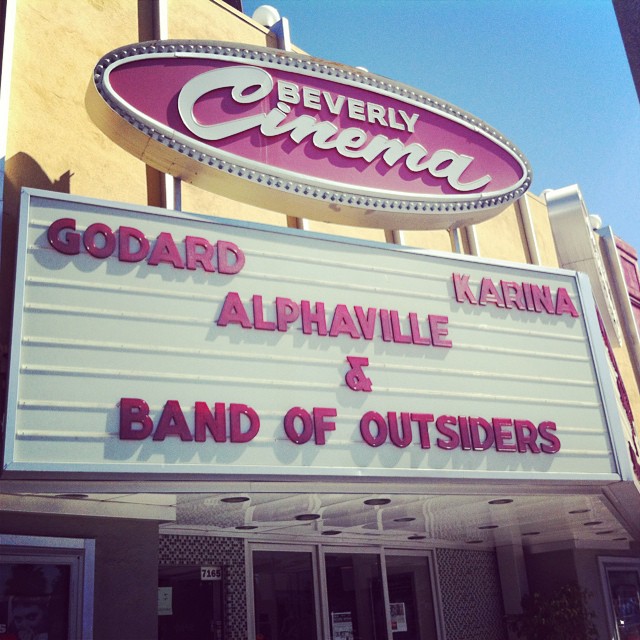 BEVERLY
Cinema
GODARD KARINA
ALPHAVILLE
&
BAND OF OUTSIDERS
7165